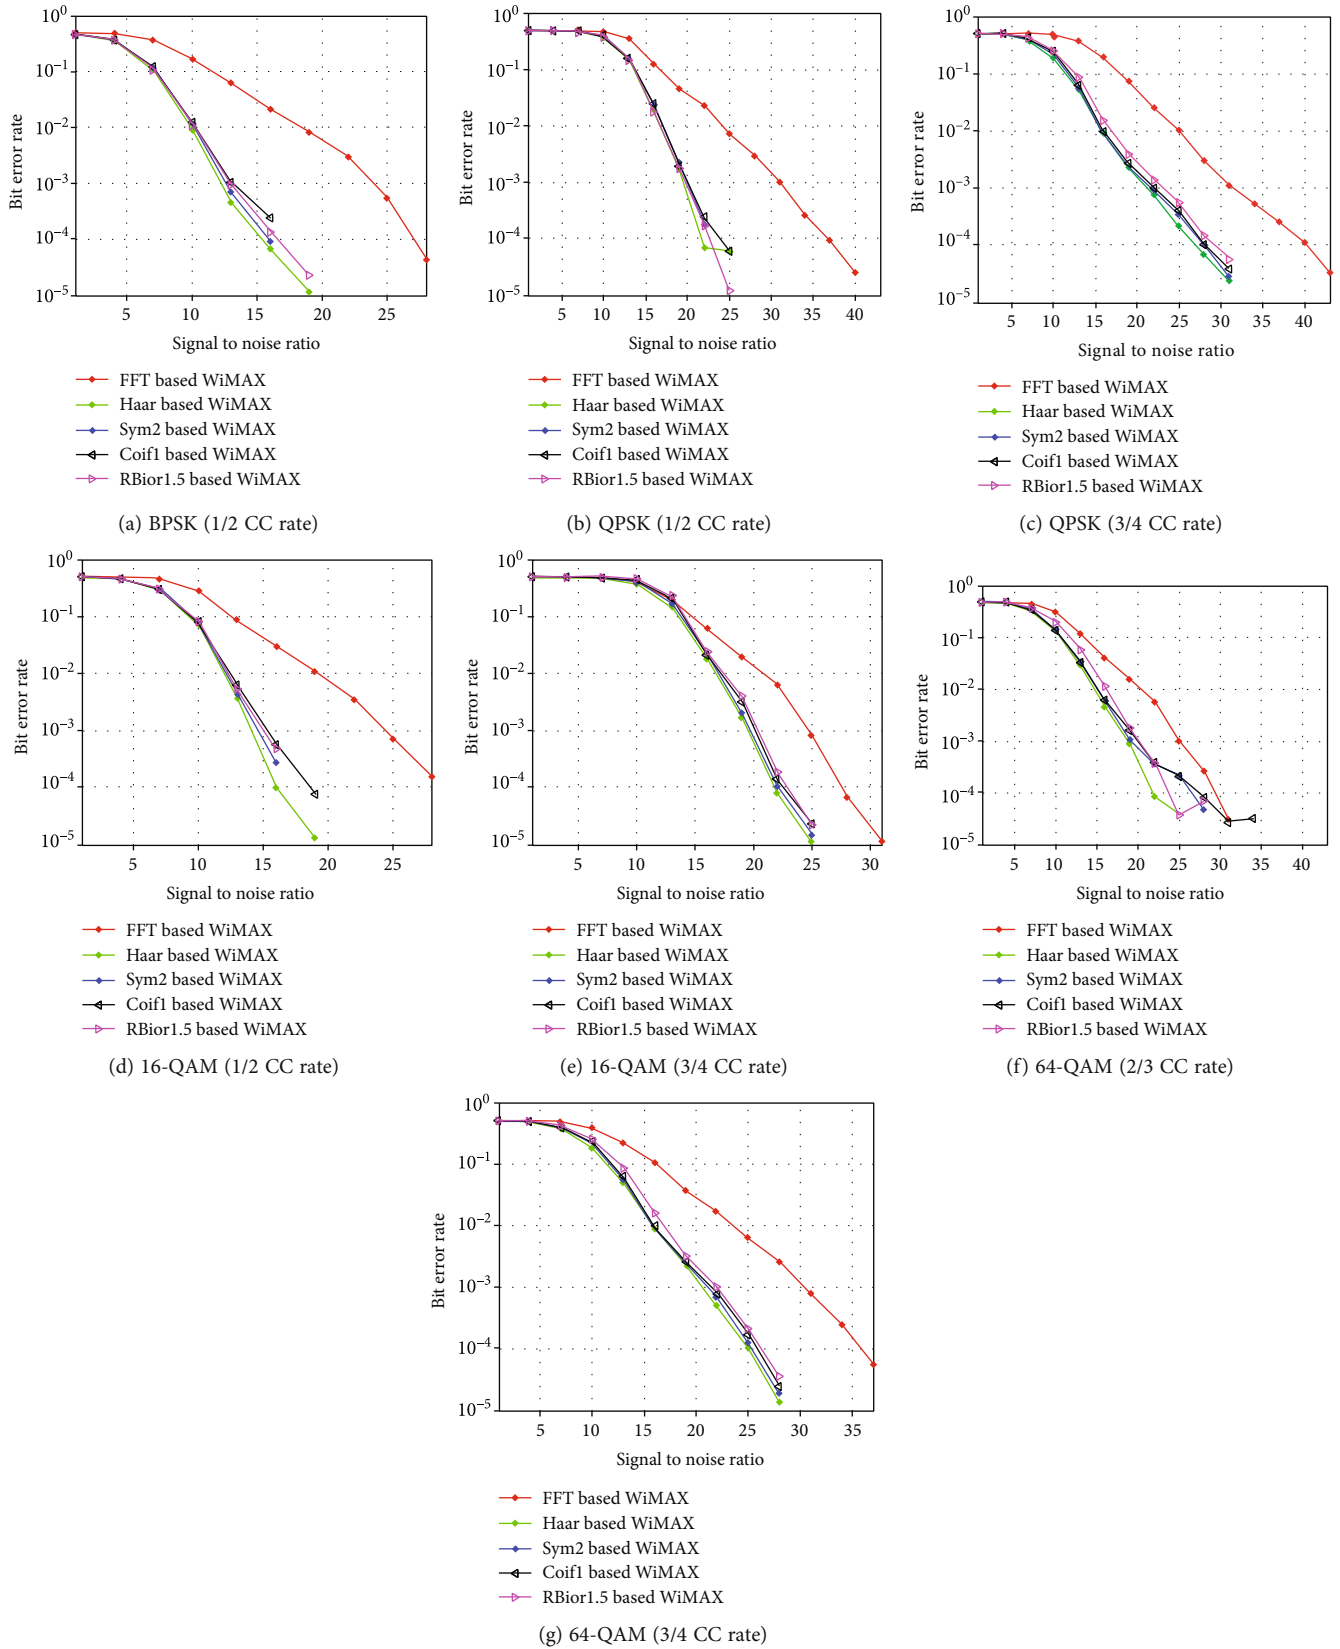 10^0
10^-1
10^-2
10^-3
10^-4
10^-5
Bit error rate
5 10 15 20 25
Signal to noise ratio
FFT based WiMAX
Haar based WiMAX
Sym2 based WiMAX
Coif1 based WiMAX
RBior1.5 based WiMAX
(a) BPSK (1/2 CC rate)
10^0
10^-1
10^-2
10^-3
10^-4
10^-5
Bit error rate
5 10 15 20 25 30 35 40
Signal to noise ratio
FFT based WiMAX
Haar based WiMAX
Sym2 based WiMAX
Coif1 based WiMAX
RBior1.5 based WiMAX
(b) QPSK (1/2 CC rate)
10^0
10^-1
10^-2
10^-3
10^-4
10^-5
Bit error rate
5 10 15 20 25 30 35 40
Signal to noise ratio
FFT based WiMAX
Haar based WiMAX
Sym2 based WiMAX
Coif1 based WiMAX
RBior1.5 based WiMAX
(c) QPSK (3/4 CC rate)
10^0
10^-1
10^-2
10^-3
10^-4
10^-5
Bit error rate
5 10 15 20 25
Signal to noise ratio
FFT based WiMAX
Haar based WiMAX
Sym2 based WiMAX
Coif1 based WiMAX
RBior1.5 based WiMAX
(d) 16-QAM (1/2 CC rate)
10^0
10^-1
10^-2
10^-3
10^-4
10^-5
Bit error rate
5 10 15 20 25 30
Signal to noise ratio
FFT based WiMAX
Haar based WiMAX
Sym2 based WiMAX
Coif1 based WiMAX
RBior1.5 based WiMAX
(e) 16-QAM (3/4 CC rate)
10^0
10^-1
10^-2
10^-3
10^-4
10^-5
Bit error rate
5 10 15 20 25 30 35 40
Signal to noise ratio
FFT based WiMAX
Haar based WiMAX
Sym2 based WiMAX
Coif1 based WiMAX
RBior1.5 based WiMAX
(f) 64-QAM (2/3 CC rate)
10^0
10^-1
10^-2
10^-3
10^-4
10^-5
Bit error rate
5 10 15 20 25 30 35
Signal to noise ratio
FFT based WiMAX
Haar based WiMAX
Sym2 based WiMAX
Coif1 based WiMAX
RBior1.5 based WiMAX
(g) 64-QAM (3/4 CC rate)